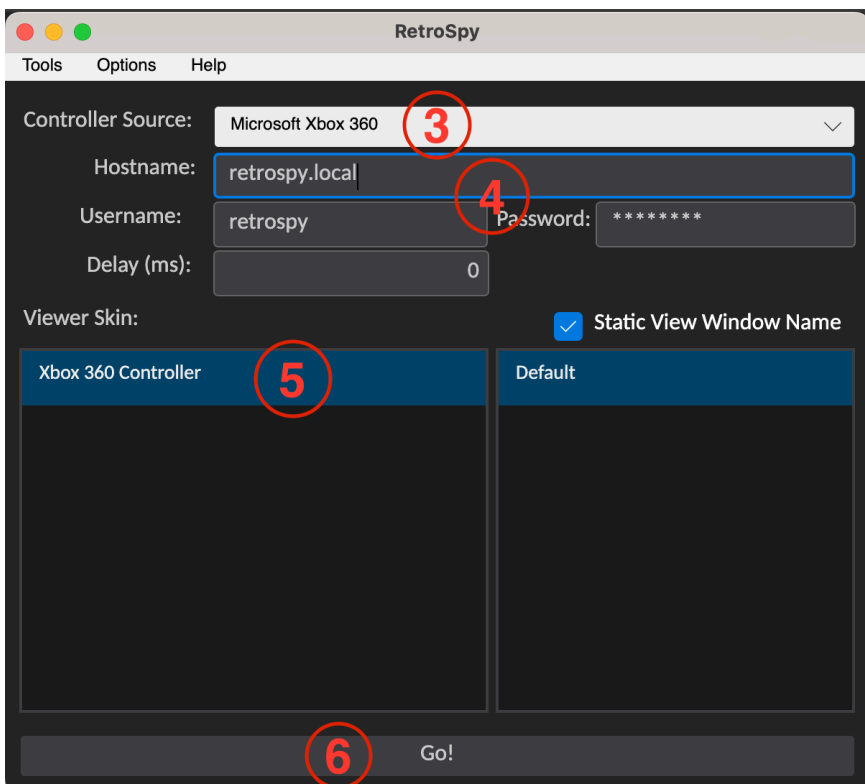 RetroSpy
Tools Options Help
Controller Source: Microsoft Xbox 360 3
Hostname: retrospy.local
4
Username: retrospy Password: ********
Delay (ms): 0
Viewer Skin: Static View Window Name
Xbox 360 Controller 5 Default
6 Go!